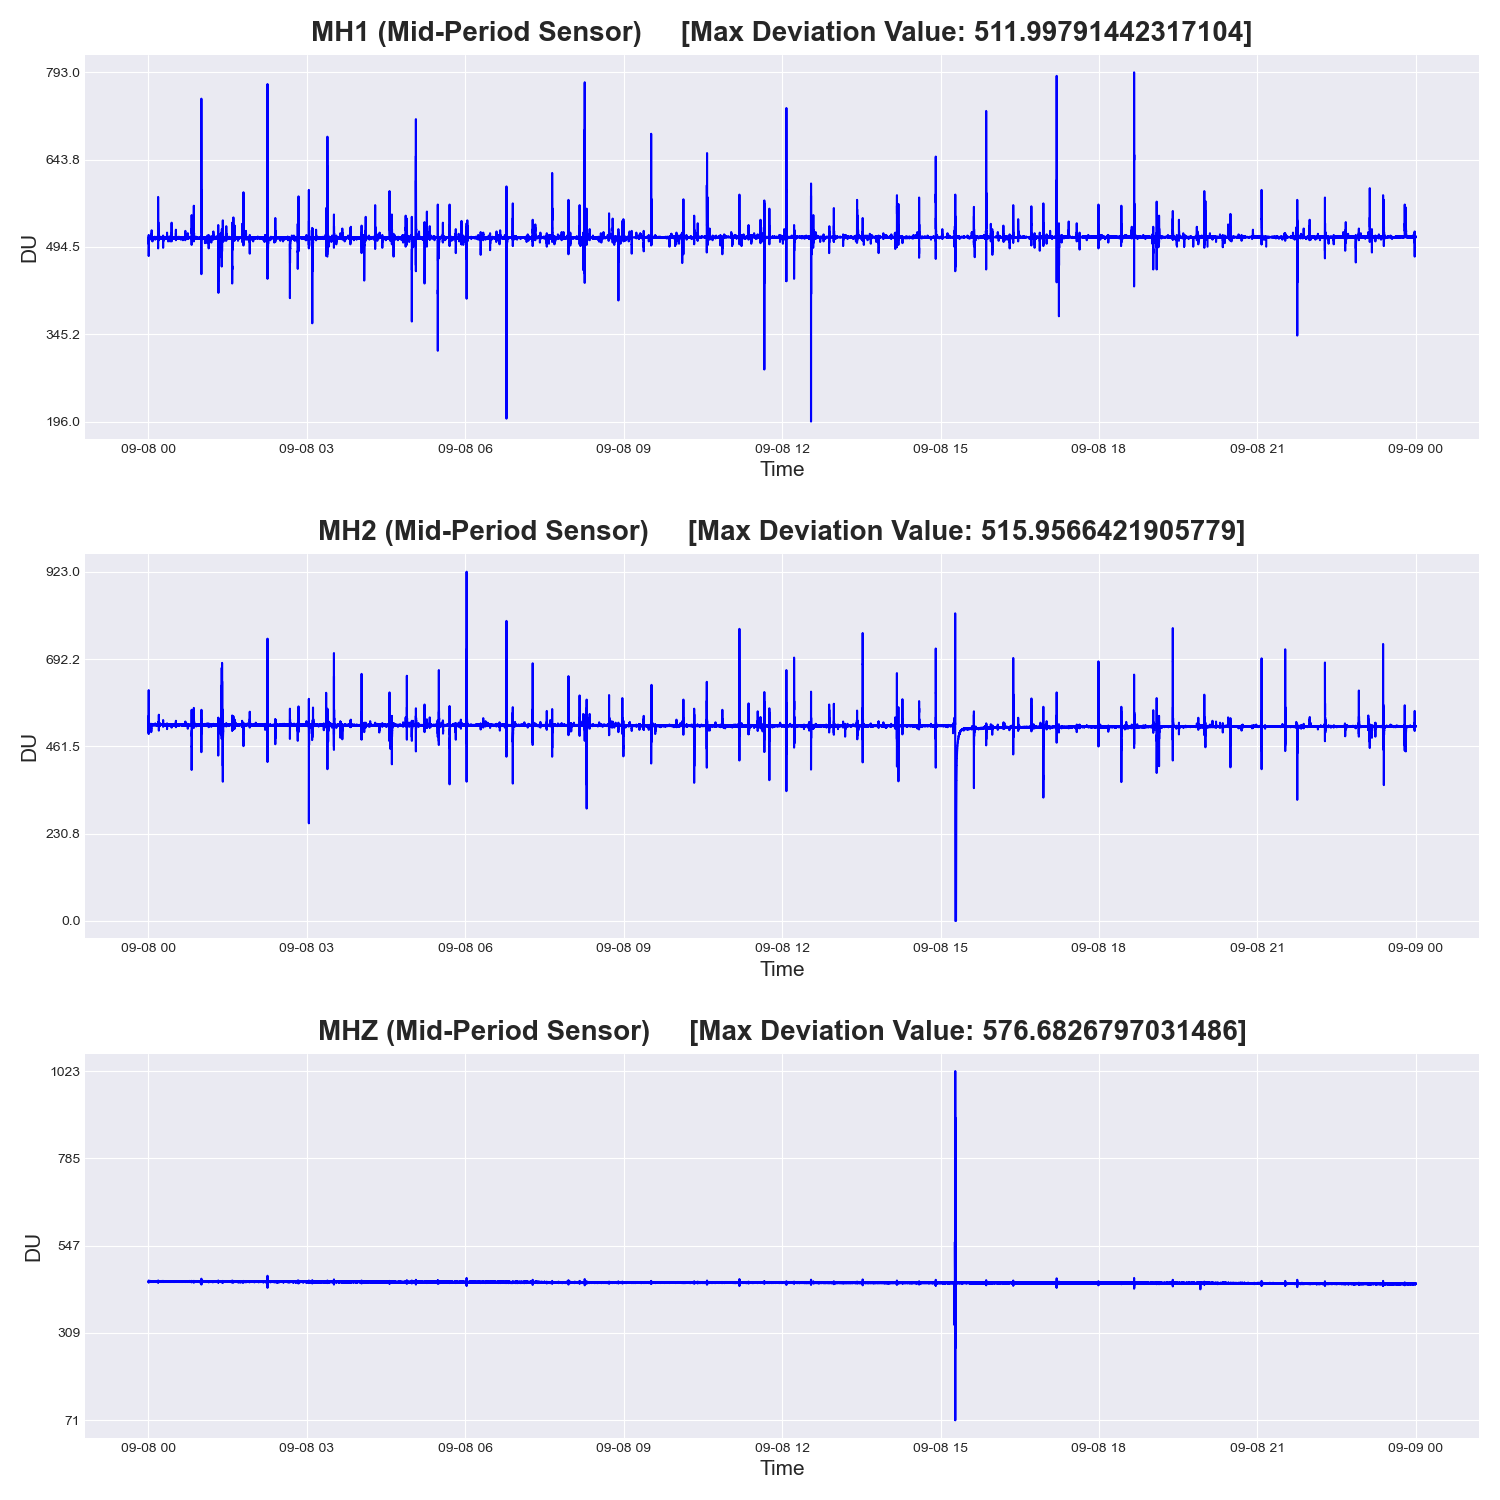 MH1 (Mid-Period Sensor) [Max Deviation Value: 511.99791442317104]
793.0
643.8
494.5
345.2
196.0
DU
09-08 00 09-08 03 09-08 06 09-08 09 09-08 12 09-08 15 09-08 18 09-08 21 09-09 00
Time
MH2 (Mid-Period Sensor) [Max Deviation Value: 515.9566421905779]
923.0
692.2
461.5
230.8
0.0
DU
09-08 00 09-08 03 09-08 06 09-08 09 09-08 12 09-08 15 09-08 18 09-08 21 09-09 00
Time
MHZ (Mid-Period Sensor) [Max Deviation Value: 576.6826797031486]
1023
785
547
309
71
DU
09-08 00 09-08 03 09-08 06 09-08 09 09-08 12 09-08 15 09-08 18 09-08 21 09-09 00
Time